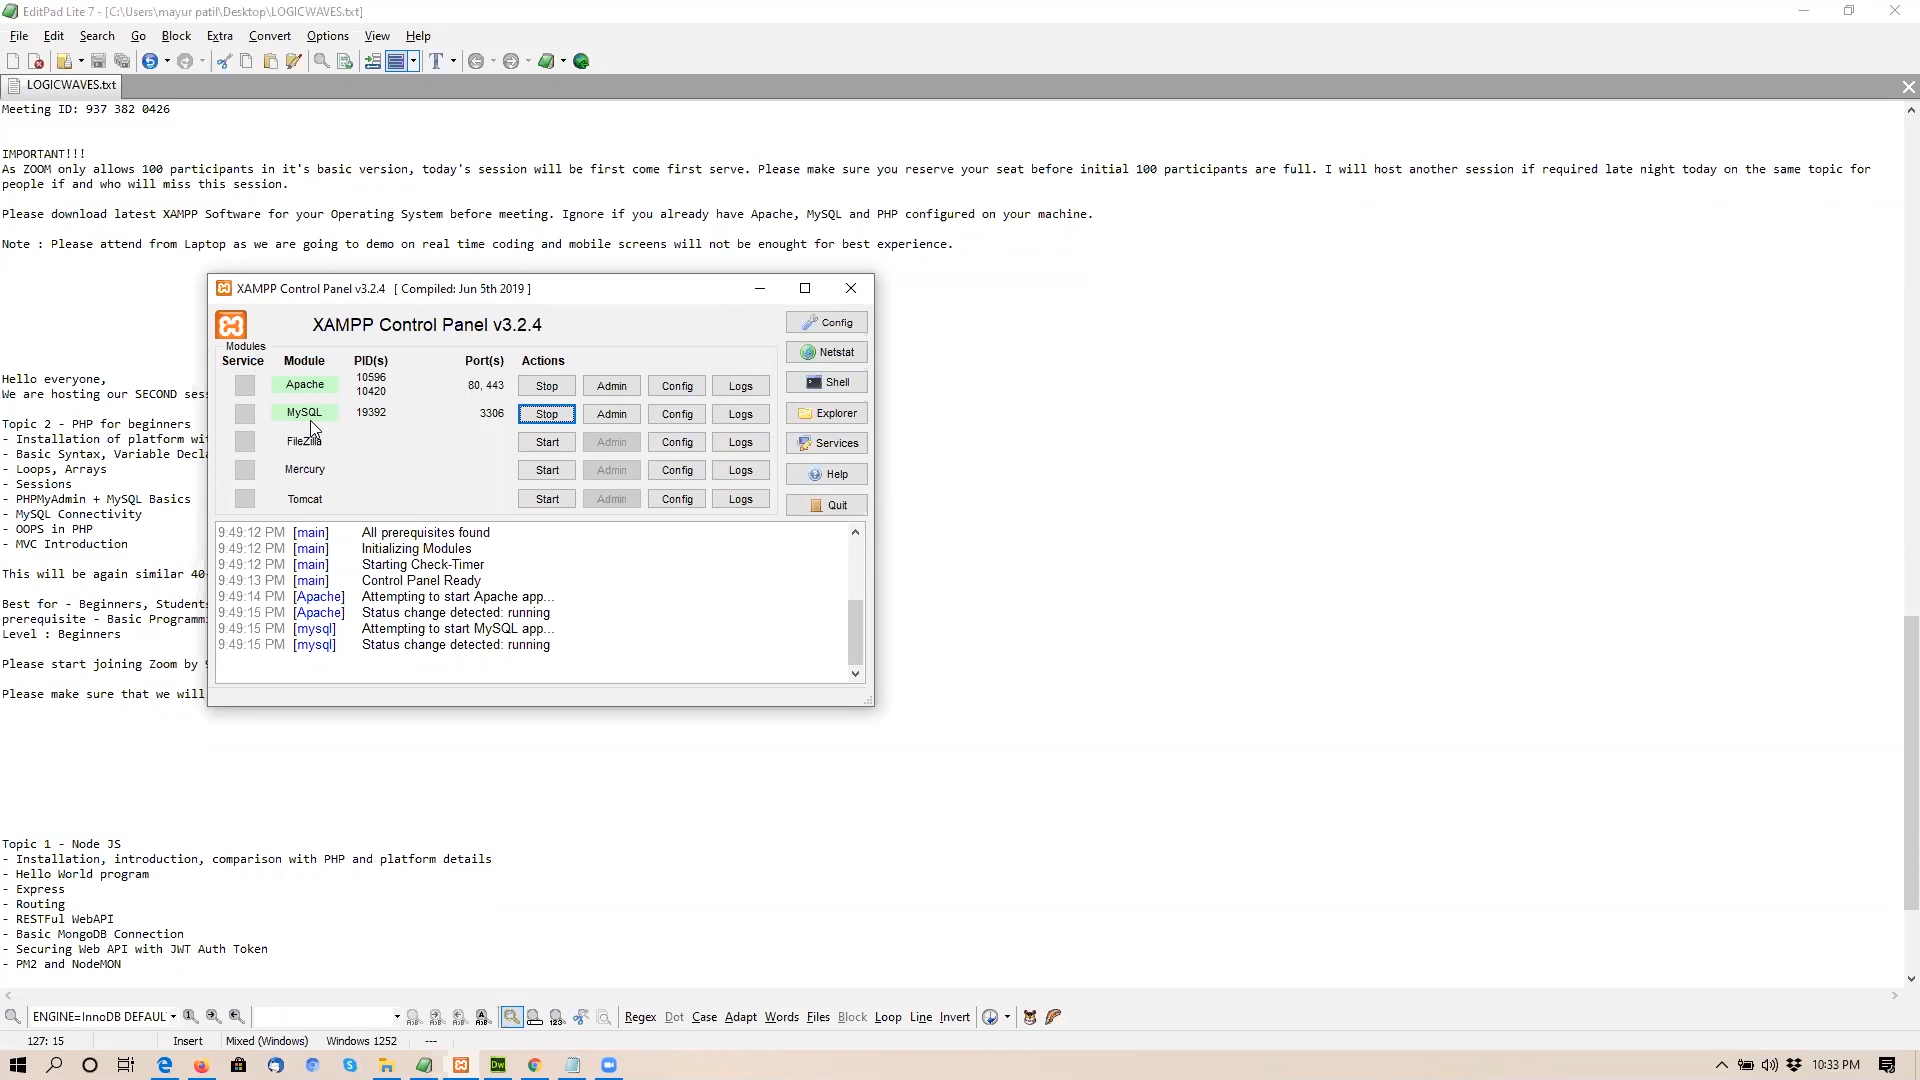 EditPad Lite 7 - [C:\Users\mayur patil\Desktop\LOGICWAVES.txt]
File Edit Search Go Block Extra Convert Options View Help
LOGICWAVES.txt
Meeting ID: 937 382 0426
IMPORTANT!!!
As ZOOM only allows 100 participants in it's basic version, today's session will be first come first serve. Please make sure you reserve your seat before initial 100 participants are full. I will host another session if required late night today on the same topic for
people if and who will miss this session.
Please download latest XAMPP Software for your Operating System before meeting. Ignore if you already have Apache, MySQL and PHP configured on your machine.
Note : Please attend from Laptop as we are going to demo on real time coding and mobile screens will not be enought for best experience.
Hello everyone,
We are hosting our SECOND ses
Topic 2 - PHP for beginners
- Installation of platform wi
- Basic Syntax, Variable Decl
- Loops, Arrays
- Sessions
- PHPMyAdmin + MySQL Basics
- MySQL Connectivity
- OOPS in PHP
- MVC Introduction
This will be again similar 40
Best for - Beginners, Students
prerequisite - Basic Programmi
Level : Beginners
Please start joining Zoom by 9
Please make sure that we will
XAMPP Control Panel v3.2.4 [ Compiled: Jun 5th 2019 ]
XAMPP Control Panel v3.2.4
Config
Modules
Service Module PID(s) Port(s) Actions
Netstat
Apache 10596 10420 80, 443 Stop Admin Config Logs
Shell
MySQL 19392 3306 Stop Admin Config Logs
Explorer
FileZilla Start Admin Config Logs
Services
Mercury Start Admin Config Logs
Help
Tomcat Start Admin Config Logs
Quit
9:49:12 PM [main] All prerequisites found
9:49:12 PM [main] Initializing Modules
9:49:12 PM [main] Starting Check-Timer
9:49:13 PM [main] Control Panel Ready
9:49:14 PM [Apache] Attempting to start Apache app...
9:49:15 PM [Apache] Status change detected: running
9:49:15 PM [mysql] Attempting to start MySQL app...
9:49:15 PM [mysql] Status change detected: running
Topic 1 - Node JS
- Installation, introduction, comparison with PHP and platform details
- Hello World program
- Express
- Routing
- RESTFul WebAPI
- Basic MongoDB Connection
- Securing Web API with JWT Auth Token
- PM2 and NodeMON
ENGINE=InnoDB DEFAUL Regex Dot Case Adapt Words Files Block Loop Line Invert
127: 15 Insert Mixed (Windows) Windows 1252 ---
Dw
10:33 PM